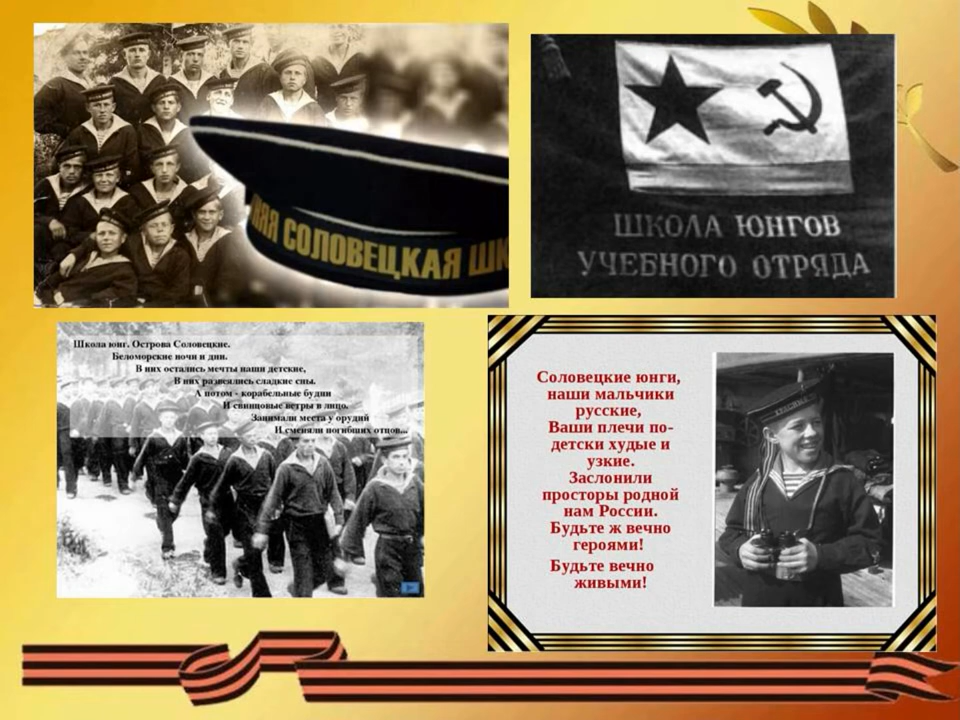 СОЛОВЕЦКАЯ
ШКОЛА ЮНГОВ
УЧЕБНОГО ОТРЯДА
Школа юнг. Острова Соловецкие.
Беломорские ночи и дни.
В них остались мечты наши детские,
В них развеялись сладкие сны.
А потом - корабельные будни
И свинцовые ветры в лицо.
Занимали места у орудий
И сменяли погибших отцов...
Соловецкие юнги,
наши мальчики
русские,
Ваши плечи по-
детски худые и
узкие.
Заслонили
просторы родной
нам России.
Будьте ж вечно
героями!
Будьте вечно
живыми!